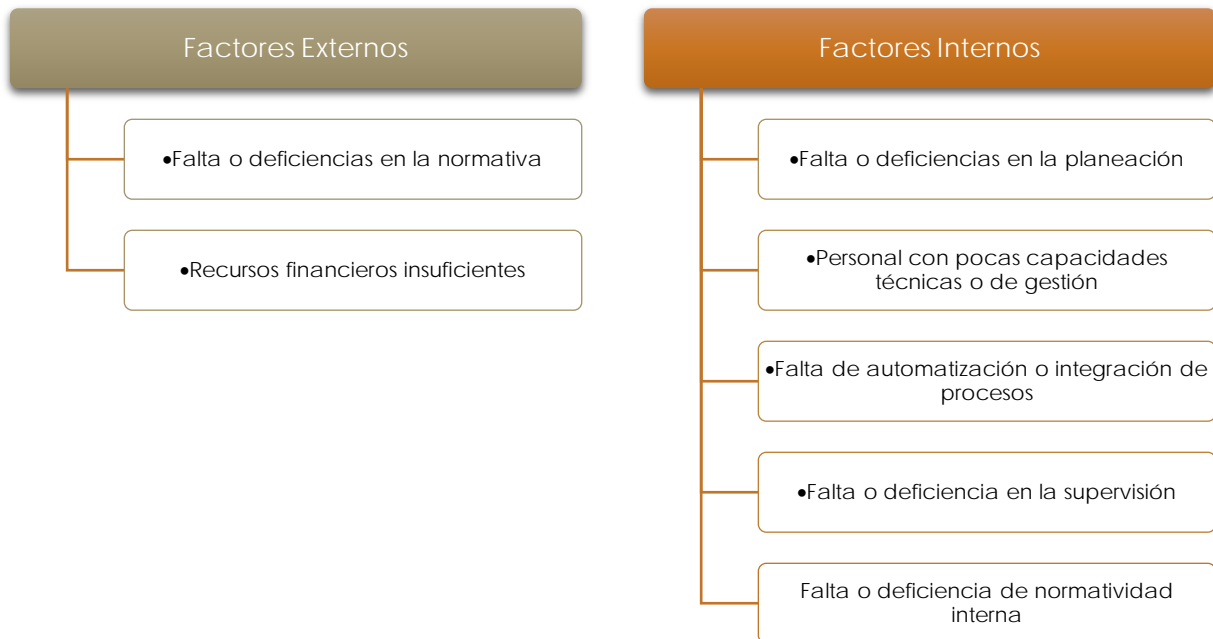 Factores Externos
•Falta o deficiencias en la normativa
•Recursos financieros insuficientes
Factores Internos
•Falta o deficiencias en la planeación
•Personal con pocas capacidades
técnicas o de gestión
•Falta de automatización o integración de
procesos
•Falta o deficiencia en la supervisión
Falta o deficiencia de normatividad
interna